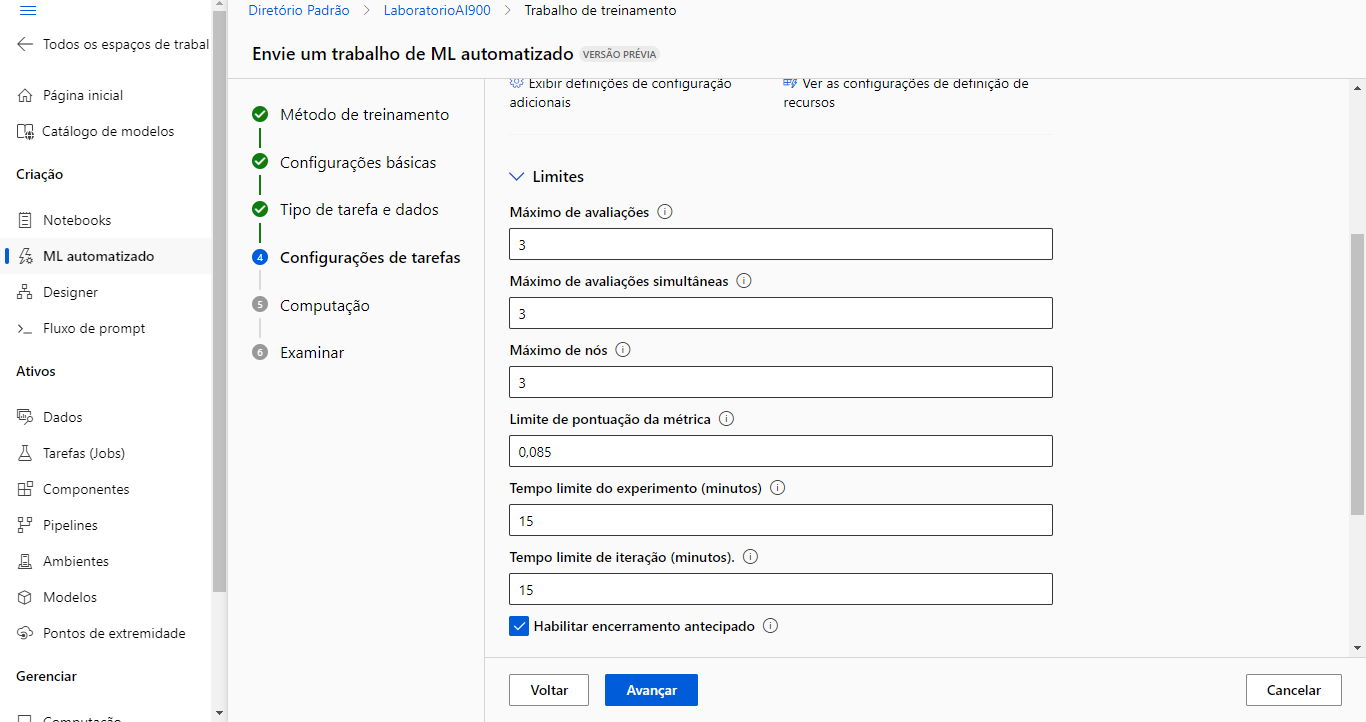 Diretório Padrão > LaboratorioAI900 > Trabalho de treinamento
Todos os espaços de trabal
Envie um trabalho de ML automatizado VERSÃO PRÉVIA
Página inicial
Catálogo de modelos
Criação
Notebooks
ML automatizado
Designer
Fluxo de prompt
Ativos
Dados
Tarefas (Jobs)
Componentes
Pipelines
Ambientes
Modelos
Pontos de extremidade
Gerenciar
Computação
Método de treinamento
Configurações básicas
Tipo de tarefa e dados
4 Configurações de tarefas
5 Computação
6 Examinar
Exibir definições de configuração
adicionais
Ver as configurações de definição de
recursos
Limites
Máximo de avaliações
3
Máximo de avaliações simultâneas
3
Máximo de nós
3
Limite de pontuação da métrica
0,085
Tempo limite do experimento (minutos)
15
Tempo limite de iteração (minutos).
15
Habilitar encerramento antecipado
Voltar
Avançar
Cancelar